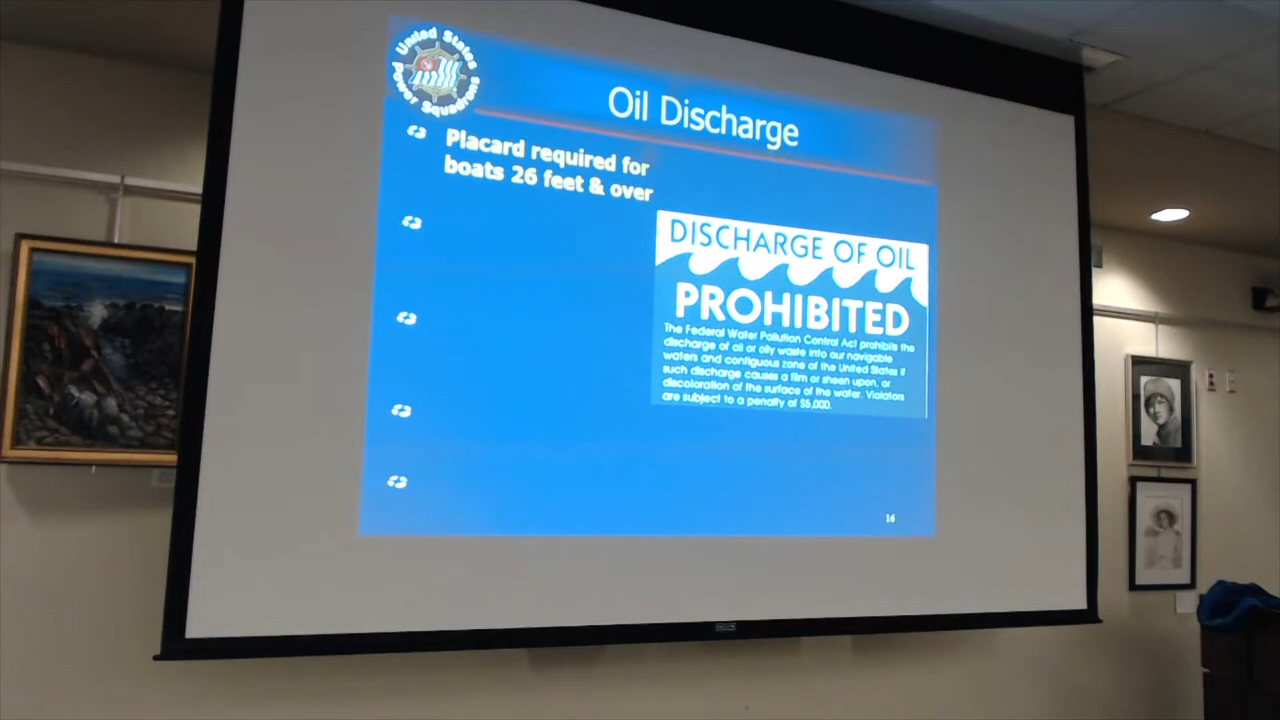 United States
Power Squadrons
Oil Discharge
Placard required for
boats 26 feet & over
DISCHARGE OF OIL
PROHIBITED
The Federal Water Pollution Control Act prohibits the
discharge of oil or oily waste into our navigable
waters and contiguous zone of the United States if
such discharge causes a film or sheen upon, or
discoloration of the surface of the water. Violators
are subject to a penalty of $5,000.
16